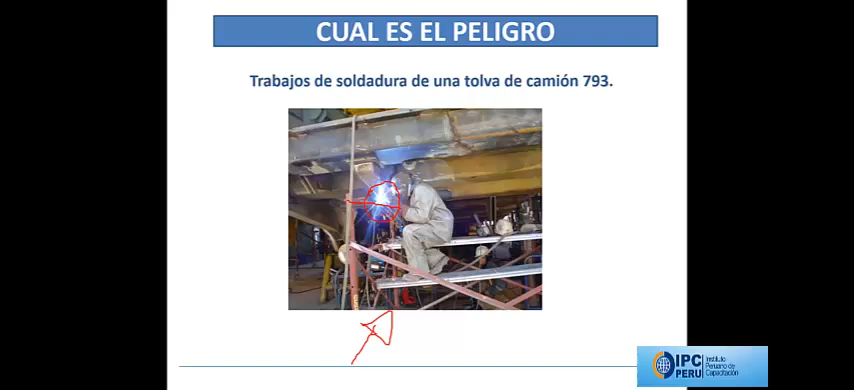 CUAL ES EL PELIGRO
Trabajos de soldadura de una tolva de camión 793.
IPC
PERU
Instituto
Peruano de
Capacitación